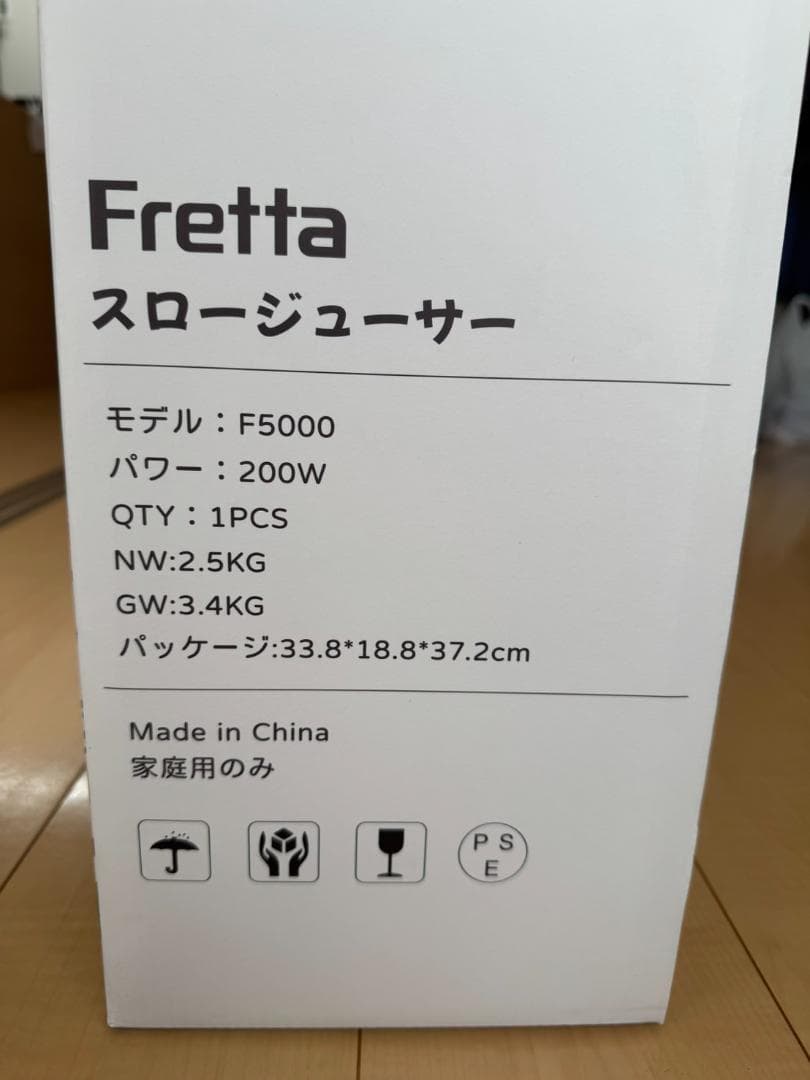 Fretta
スロージューサー
モデル：F5000
パワー：200W
QTY：1PCS
NW:2.5KG
GW:3.4KG
パッケージ:33.8*18.8*37.2cm
Made in China
家庭用のみ
P S
E